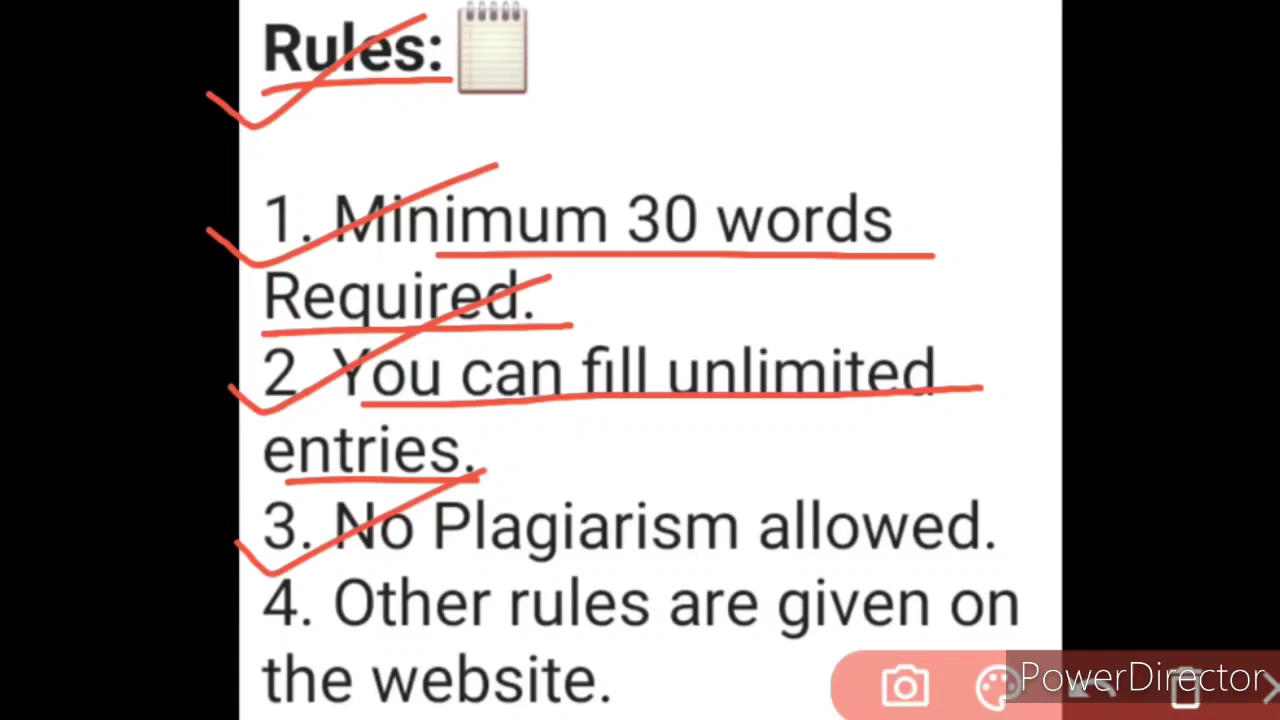 Rules:
1. Minimum 30 words
Required.
2. You can fill unlimited
entries.
3. No Plagiarism allowed.
4. Other rules are given on
the website.
PowerDirector